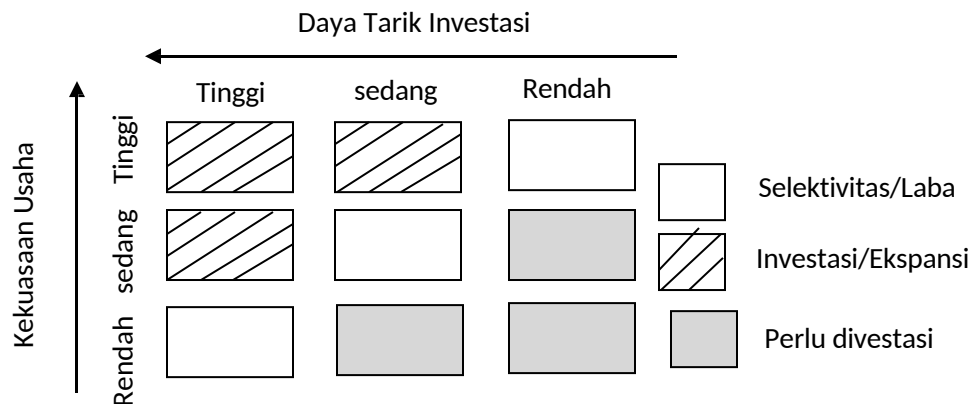 Daya Tarik Investasi
Tinggi
sedang
Rendah
Kekuasaan Usaha
Tinggi
sedang
Rendah
Selektivitas/Laba
Investasi/Ekspansi
Perlu divestasi